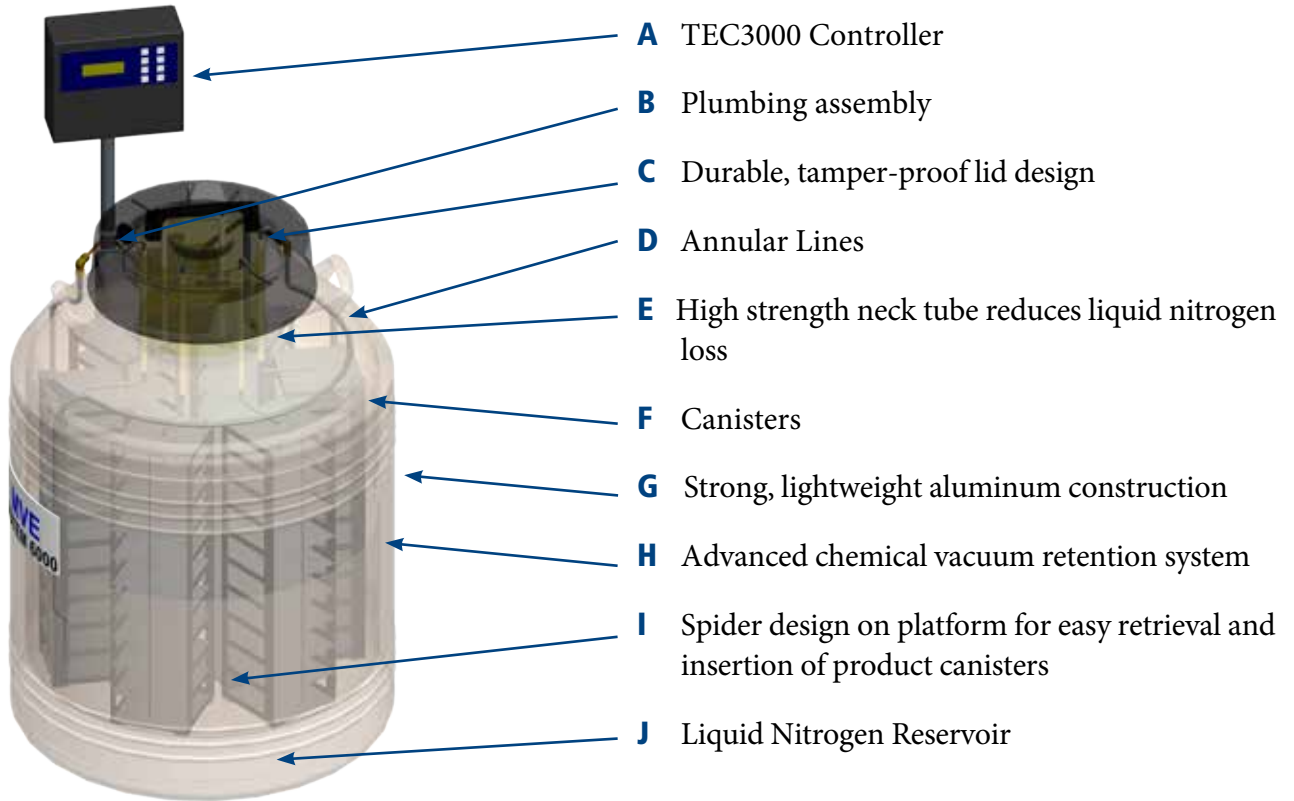 A TEC3000 Controller
B Plumbing assembly
C Durable, tamper-proof lid design
D Annular Lines
E High strength neck tube reduces liquid nitrogen
loss
F Canisters
G Strong, lightweight aluminum construction
MVE
6000
H Advanced chemical vacuum retention system
I Spider design on platform for easy retrieval and
insertion of product canisters
J Liquid Nitrogen Reservoir